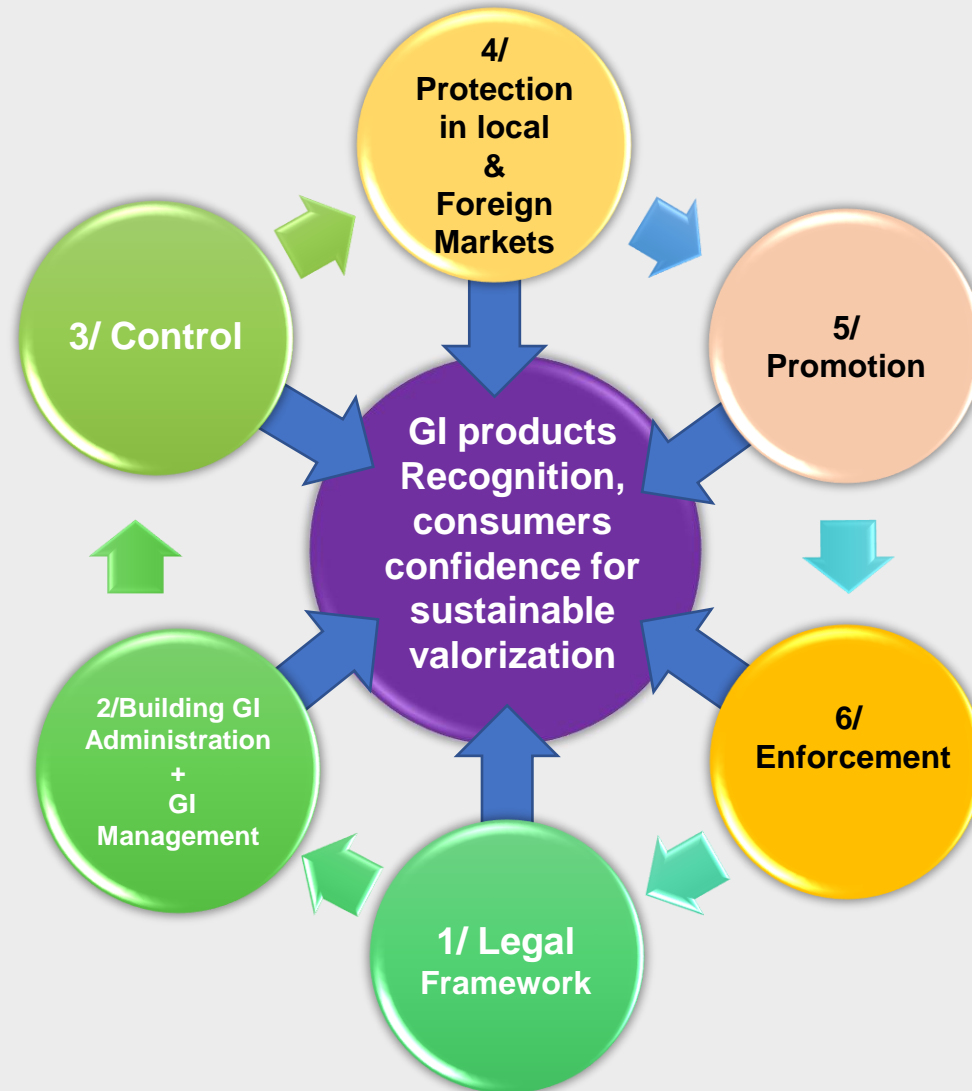 4/
Protection
in local
&
Foreign
Markets
3/ Control
5/
Promotion
GI products
Recognition,
consumers
confidence for
sustainable
valorization
2/Building GI
Administration
+
GI
Management
6/
Enforcement
1/ Legal
Framework